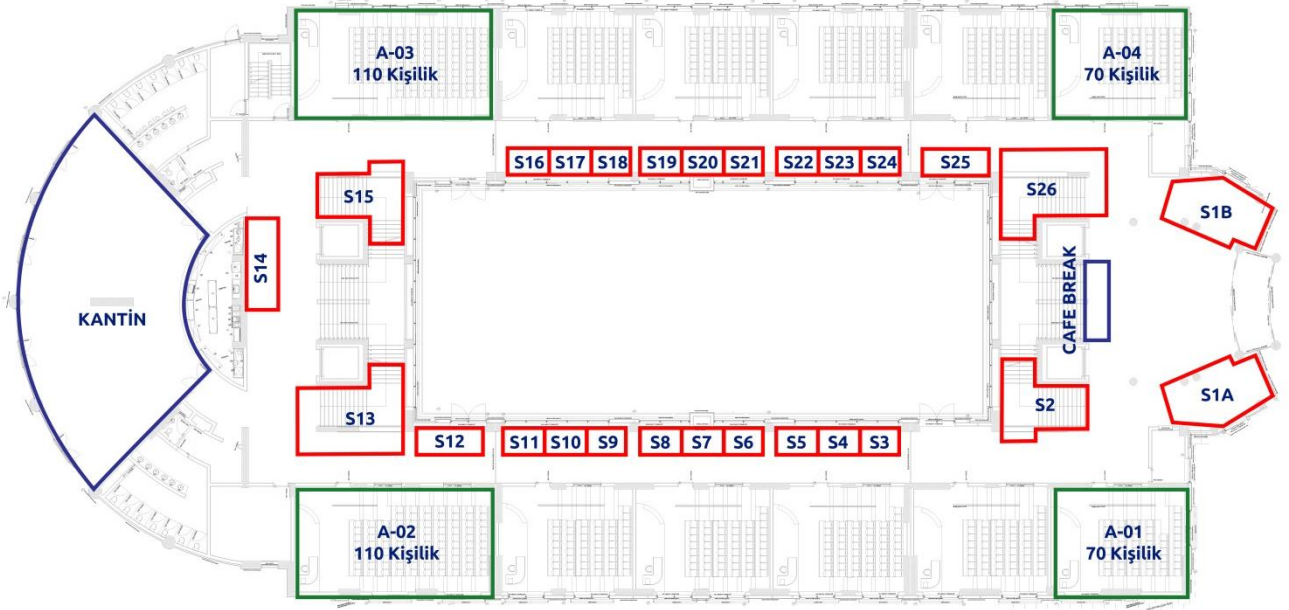 A-03
110 Kişilik
A-04
70 Kişilik
S16 S17 S18 S19 S20 S21 S22 S23 S24 S25
S15
S26
S1B
S14
CAFE BREAK
KANTİN
S13
S2
S1A
S12 S11 S10 S9 S8 S7 S6 S5 S4 S3
A-02
110 Kişilik
A-01
70 Kişilik